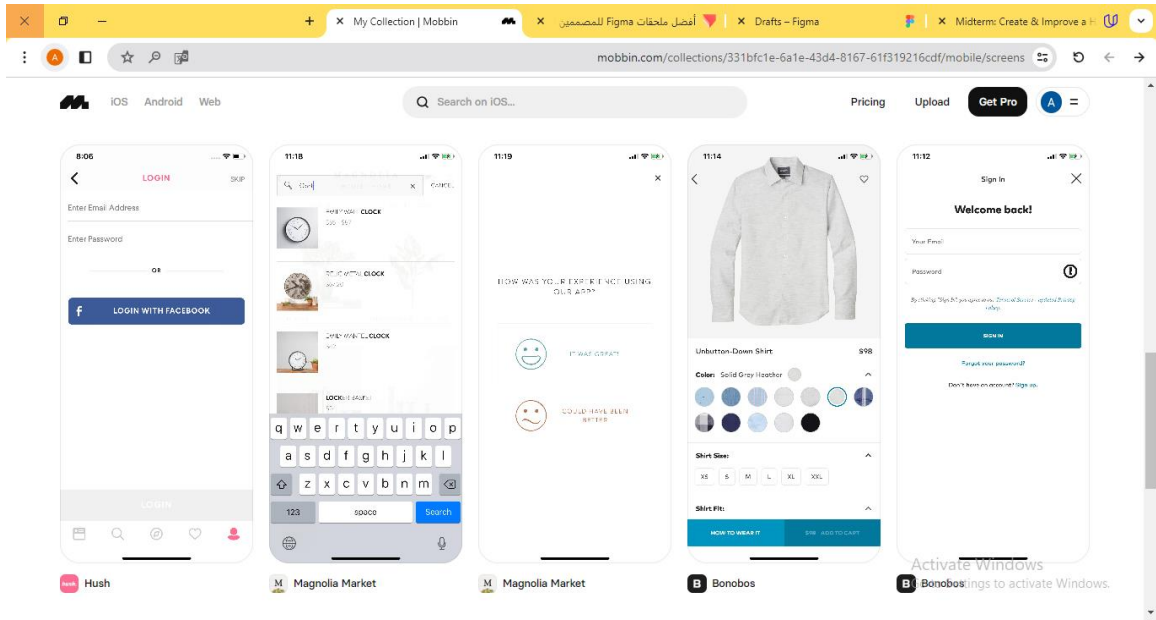 My Collection | Mobbin
أفضل ملحقات Figma للمصممين
Drafts – Figma
Midterm: Create & Improve a H
A
mobbin.com/collections/331bfc1e-6a1e-43d4-8167-61f319216cdf/mobile/screens
iOS Android Web
Search on iOS...
Pricing Upload Get Pro A
8:06
LOGIN SKIP
Enter Email Address
Enter Password
OR
f LOGIN WITH FACEBOOK
LOGIN
hush Hush
11:18
CANCEL
CLOCK
CLOCK
CLOCK
LOCK
q w e r t y u i o p
a s d f g h j k l
z x c v b n m
123 space Search
M Magnolia Market
11:19
HOW WAS YOUR EXPERIENCE USING
OUR APP?
IT WAS GREAT!
COULD HAVE BEEN
BETTER
M Magnolia Market
11:14
Unbutton-Down Shirt $98
Color: Solid Grey Heather
Shirt Size:
XS S M L XL XXL
Shirt Fit:
HOW TO WEAR IT $98 ADD TO CART
B Bonobos
11:12
Sign In
Welcome back!
Your Email
Password
SIGN IN
Forgot your password?
Don't have an account? Sign up.
B Bonobos
Activate Windows
Go to Settings to activate Windows.